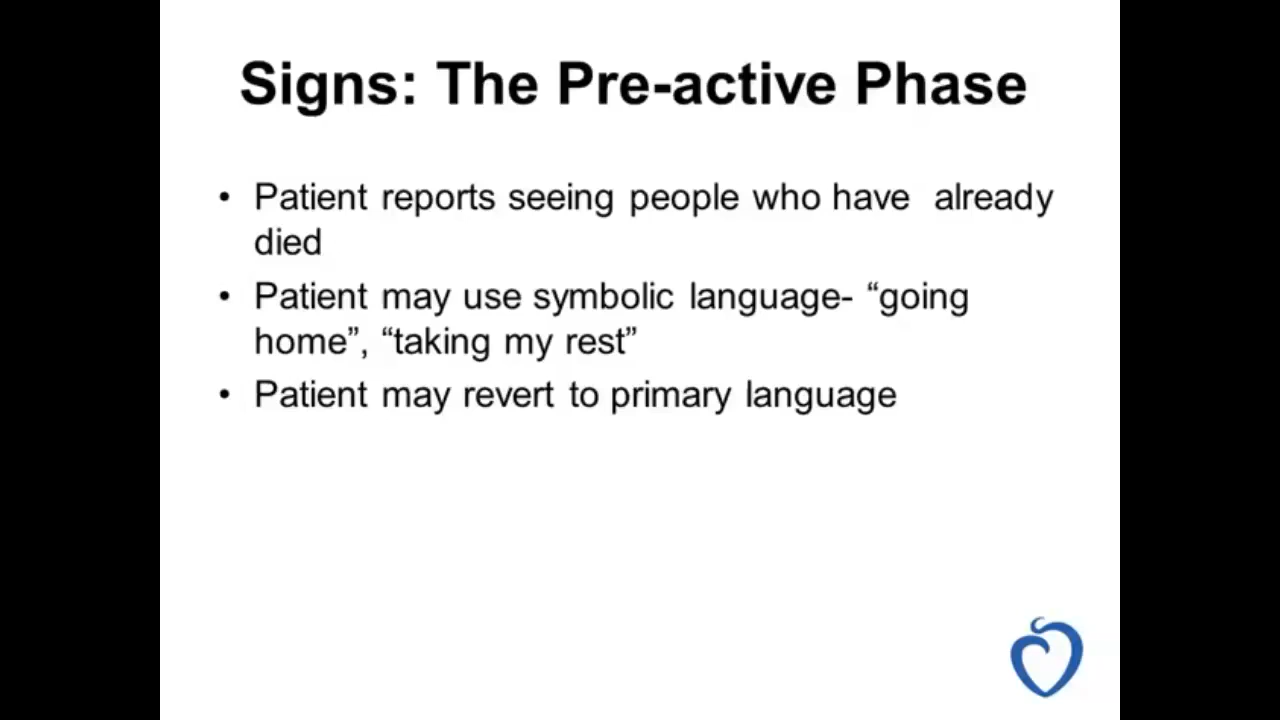 Signs: The Pre-active Phase
• Patient reports seeing people who have already
died
• Patient may use symbolic language- “going
home”, “taking my rest”
• Patient may revert to primary language